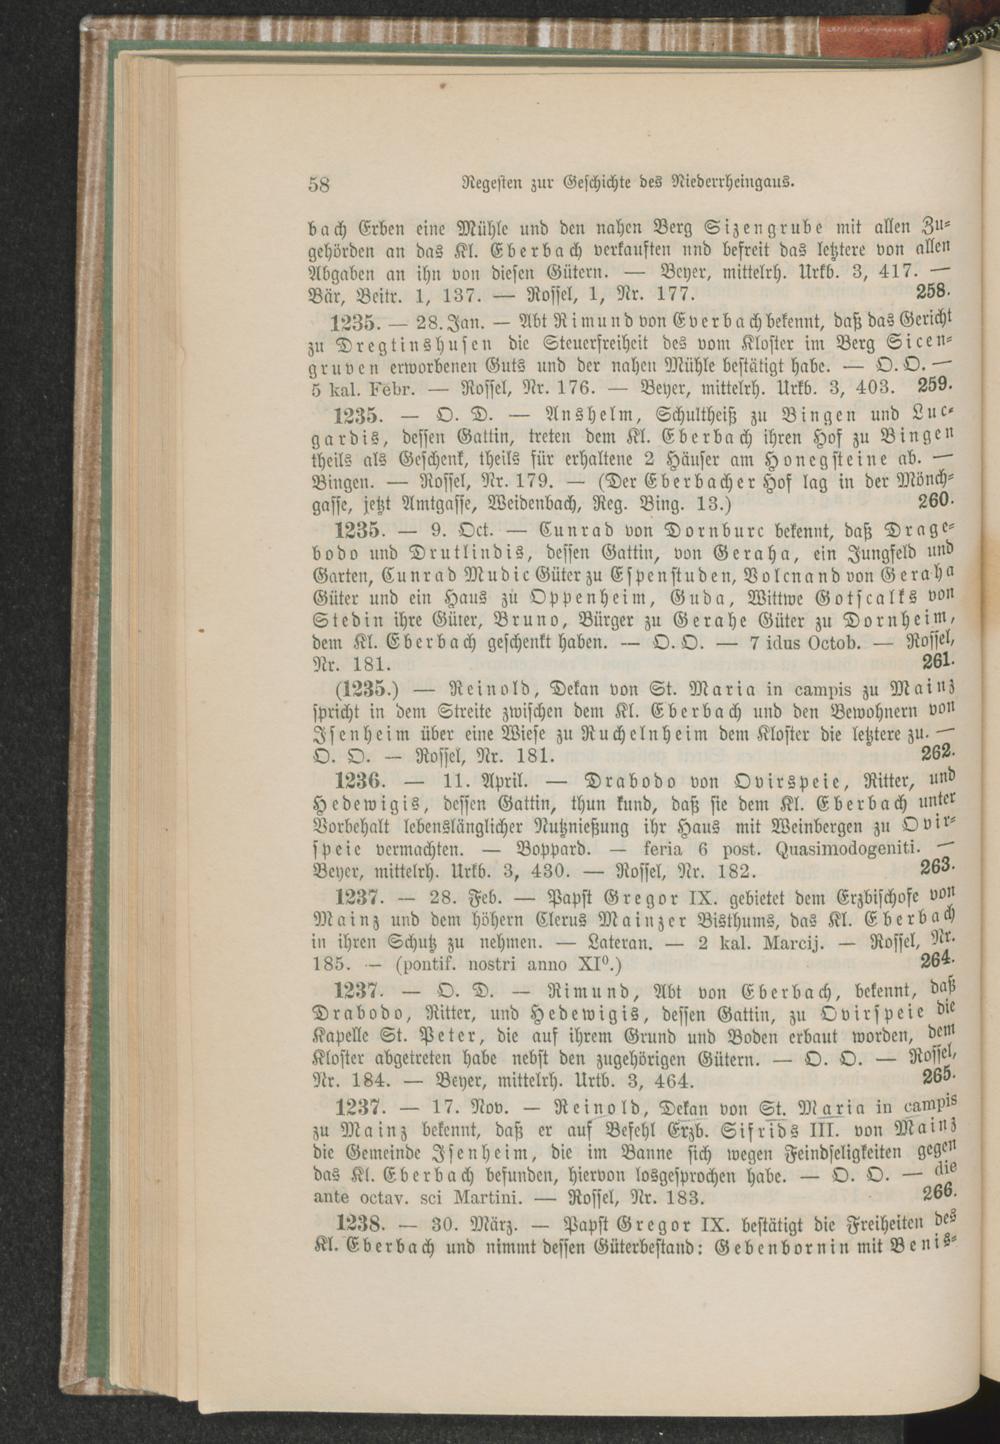 58 Regesten zur Geschichte des Niederrheingaus.
bach Erben eine Mühle und den nahen Berg Sizengrube mit allen Zu-
gehörden an das Kl. Eberbach verkauften nnd befreit das letztere von allen
Abgaben an ihn von diesen Gütern. — Beyer, mittelrh. Urkb. 3, 417. —
Bär, Beitr. 1, 137. — Rossel, 1, Nr. 177. 258.
1235. — 28. Jan. — Abt Rimund von Everbach bekennt, daß das Gericht
zu Dregtinshusen die Steuerfreiheit des vom Kloster im Berg Sicen-
gruven erworbenen Guts und der nahen Mühle bestätigt habe. — O. O. —
5 kal. Febr. — Rossel, Nr. 176. — Beyer, mittelrh. Urkb. 3, 403. 259.
1235. — O. D. — Anshelm, Schultheiß zu Bingen und Luc-
gardis, dessen Gattin, treten dem Kl. Eberbach ihren Hof zu Bingen
theils als Geschenk, theils für erhaltene 2 Häuser am Honegsteine ab. —
Bingen. — Rossel, Nr. 179. — (Der Eberbacher Hof lag in der Mönch-
gasse, jetzt Amtgasse, Weidenbach, Reg. Bing. 13.) 260.
1235. — 9. Oct. — Cunrad von Dornburc bekennt, daß Drage-
bodo und Drutlindis, dessen Gattin, von Geraha, ein Jungfeld und
Garten, Cunrad Mudic Güter zu Espenstuden, Volcnand von Geraha
Güter und ein Haus zu Oppenheim, Guda, Wittwe Gotscalks von
Stedin ihre Güter, Bruno, Bürger zu Gerahe Güter zu Dornheim,
dem Kl. Eberbach geschenkt haben. — O. O. — 7 idus Octob. — Rossel,
Nr. 181. 261.
(1235.) — Reinold, Dekan von St. Maria in campis zu Mainz
spricht in dem Streite zwischen dem Kl. Eberbach und den Bewohnern von
Isenheim über eine Wiese zu Ruchelnheim dem Kloster die letztere zu. —
O. O. — Rossel, Nr. 181. 262.
1236. — 11. April. — Drabodo von Ovirspeie, Ritter, und
Hedewigis, dessen Gattin, thun kund, daß sie dem Kl. Eberbach unter
Vorbehalt lebenslänglicher Nutznießung ihr Haus mit Weinbergen zu Ovir-
speie vermachten. — Boppard. — feria 6 post. Quasimodogeniti. —
Beyer, mittelrh. Urkb. 3, 430. — Rossel, Nr. 182. 263.
1237. — 28. Feb. — Papst Gregor IX. gebietet dem Erzbischofe von
Mainz und dem höhern Clerus Mainzer Bisthums, das Kl. Eberbach
in ihren Schutz zu nehmen. — Lateran. — 2 kal. Marcij. — Rossel, Nr.
185. — (pontif. nostri anno XI⁰.) 264.
1237. — O. D. — Rimund, Abt von Eberbach, bekennt, daß
Drabodo, Ritter, und Hedewigis, dessen Gattin, zu Ovirspeie die
Kapelle St. Peter, die auf ihrem Grund und Boden erbaut worden, dem
Kloster abgetreten habe nebst den zugehörigen Gütern. — O. O. — Rossel,
Nr. 184. — Beyer, mittelrh. Urtb. 3, 464. 265.
1237. — 17. Nov. — Reinold, Dekan von St. Maria in campis
zu Mainz bekennt, daß er auf Befehl Erzb. Sifrids III. von Mainz
die Gemeinde Isenheim, die im Banne sich wegen Feindseligkeiten gegen
das Kl. Eberbach befunden, hiervon losgesprochen habe. — O. O. — die
ante octav. sci Martini. — Rossel, Nr. 183. 266.
1238. — 30. März. — Papst Gregor IX. bestätigt die Freiheiten des
Kl. Eberbach und nimmt dessen Güterbestand: Gebenbornin mit Benis-